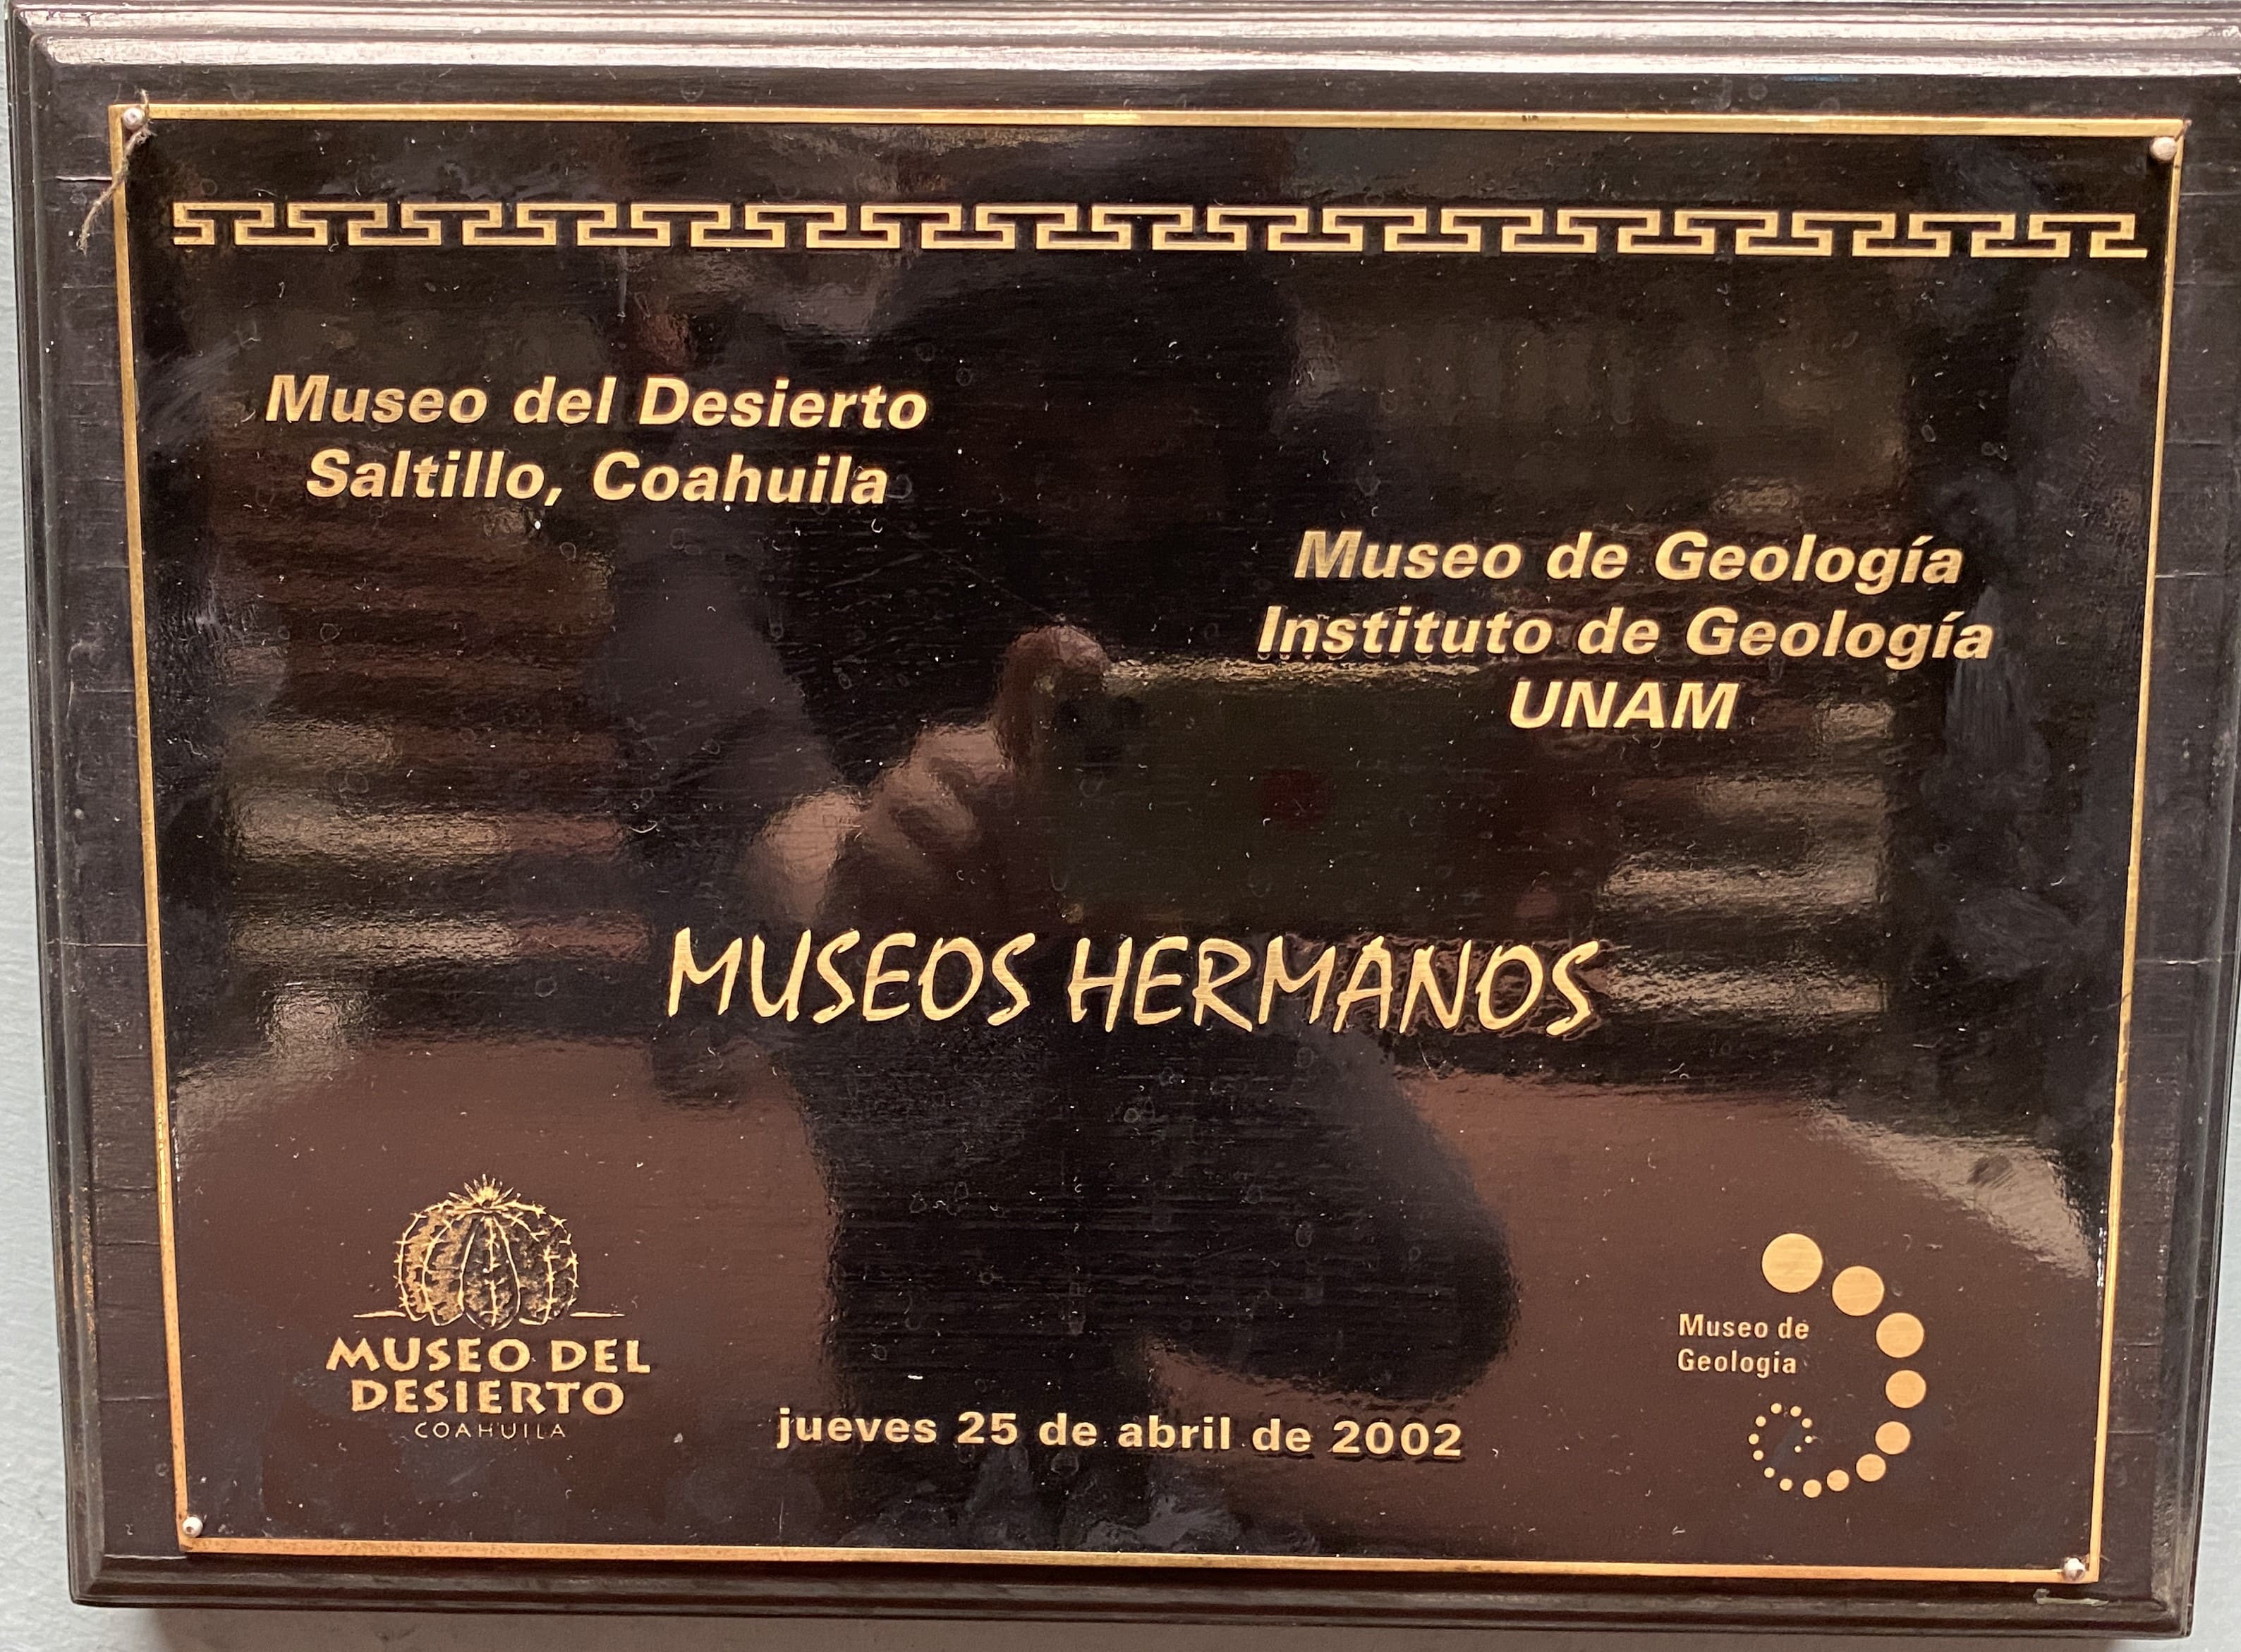 Museo del Desierto
Saltillo, Coahuila
Museo de Geología
Instituto de Geología
UNAM
MUSEOS HERMANOS
MUSEO DEL
DESIERTO
COAHUILA
jueves 25 de abril de 2002
Museo de
Geologia